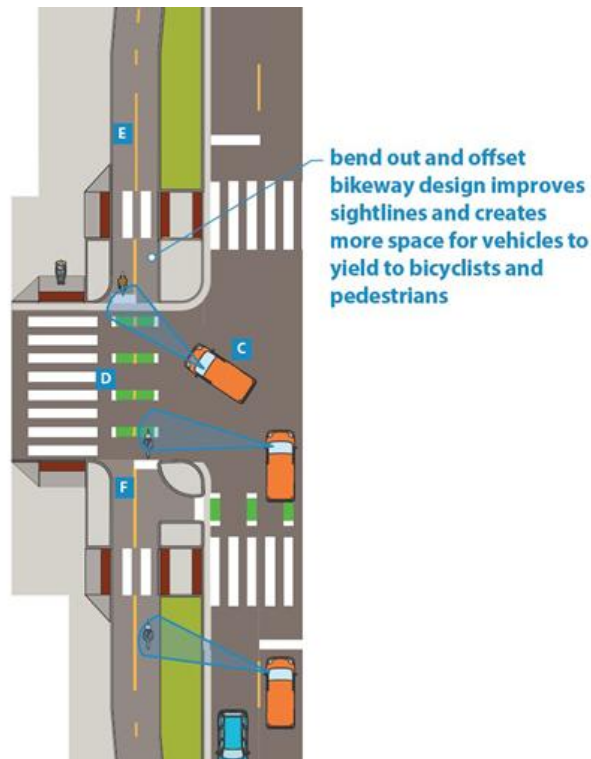 E
bend out and offset
bikeway design improves
sightlines and creates
more space for vehicles to
yield to bicyclists and
pedestrians
C
D
F